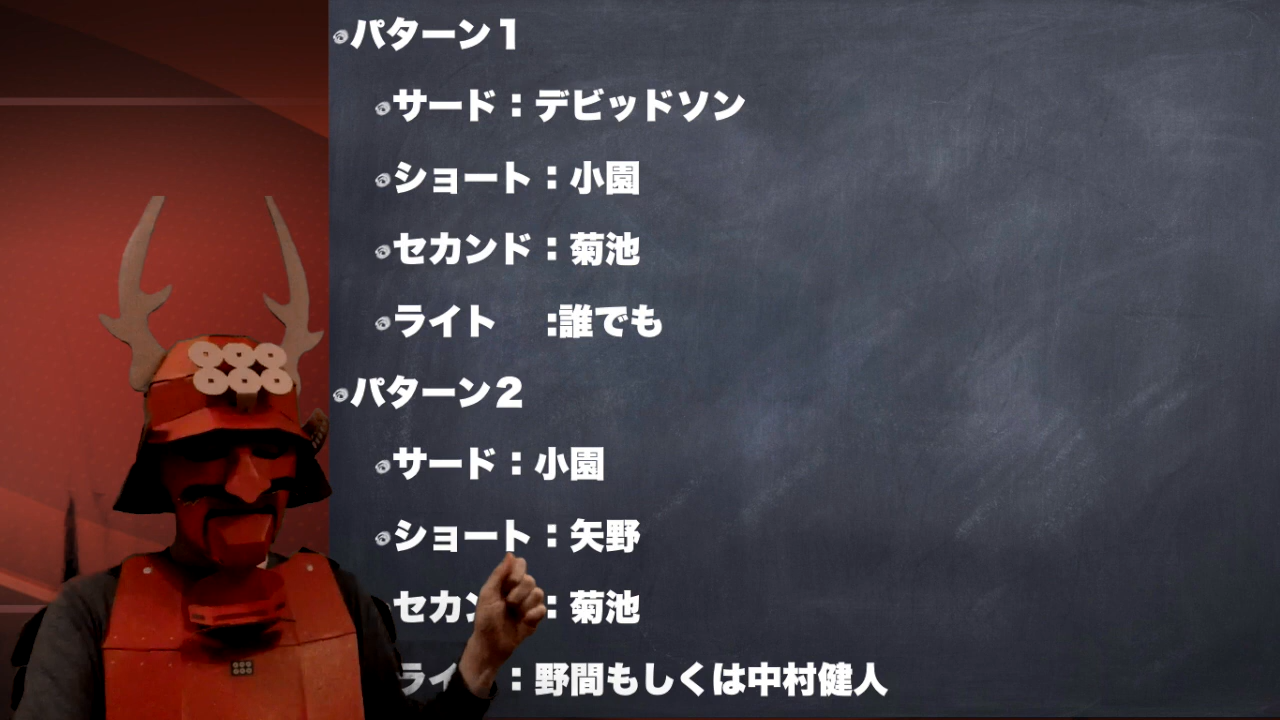 パターン1
サード：デビッドソン
ショート：小園
セカンド：菊池
ライト　:誰でも
パターン2
サード：小園
ショート：矢野
セカン：菊池
ライ：野間もしくは中村健人